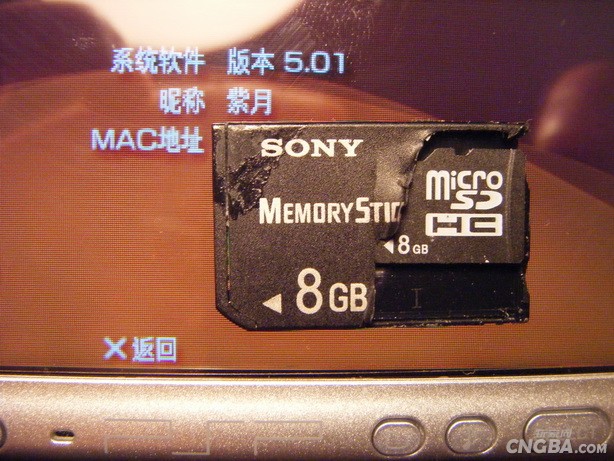 系统软件 版本 5.01
昵称 紫月
MAC地址
SONY
MEMORY STIC
8GB
micro
SD
HC
8GB
返回
CNGBA.com